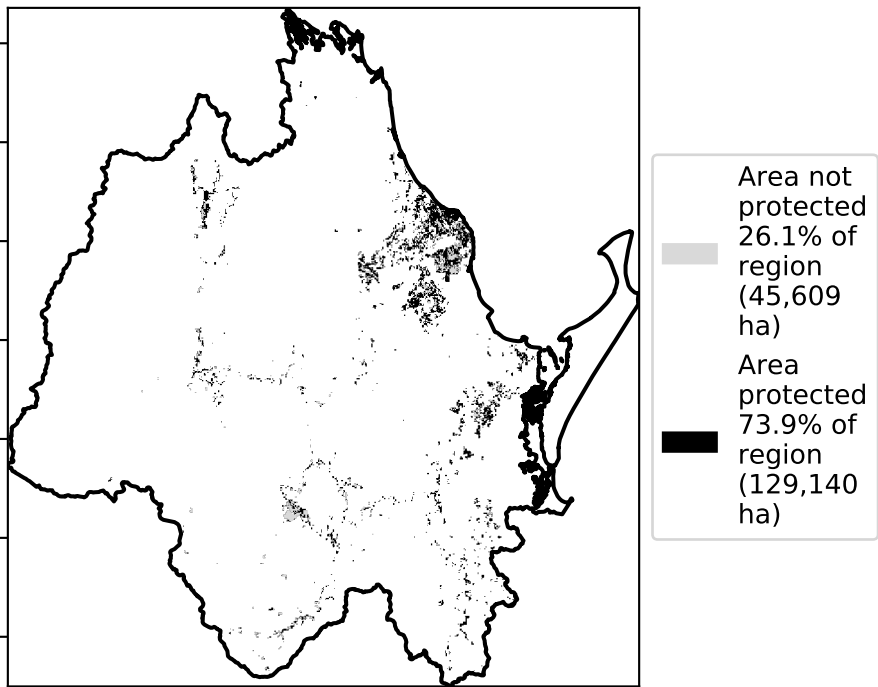 Area not
protected
26.1% of
region
(45,609
ha)
Area
protected
73.9% of
region
(129,140
ha)